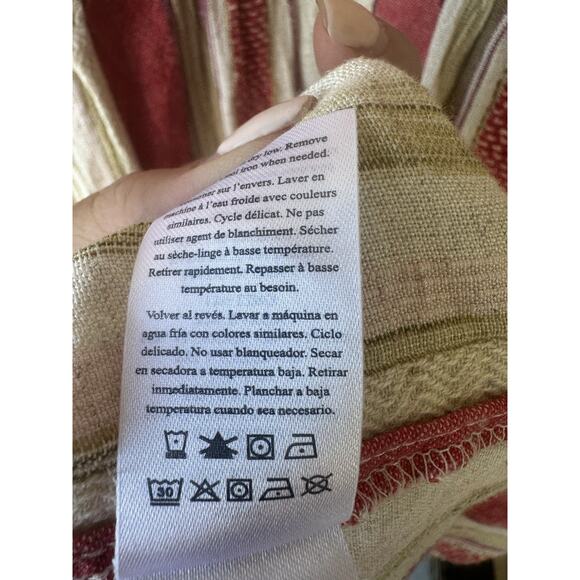 dry low. Remove
iron when needed.
sur l'envers. Laver en
machine à l'eau froide avec couleurs
similaires. Cycle délicat. Ne pas
utiliser agent de blanchiment. Sécher
au sèche-linge à basse température.
Retirer rapidement. Repasser à basse
température au besoin.
Volver al revés. Lavar a máquina en
agua fría con colores similares. Ciclo
delicado. No usar blanqueador. Secar
en secadora a temperatura baja. Retirar
inmediatamente. Planchar a baja
temperatura cuando sea necesario.
30